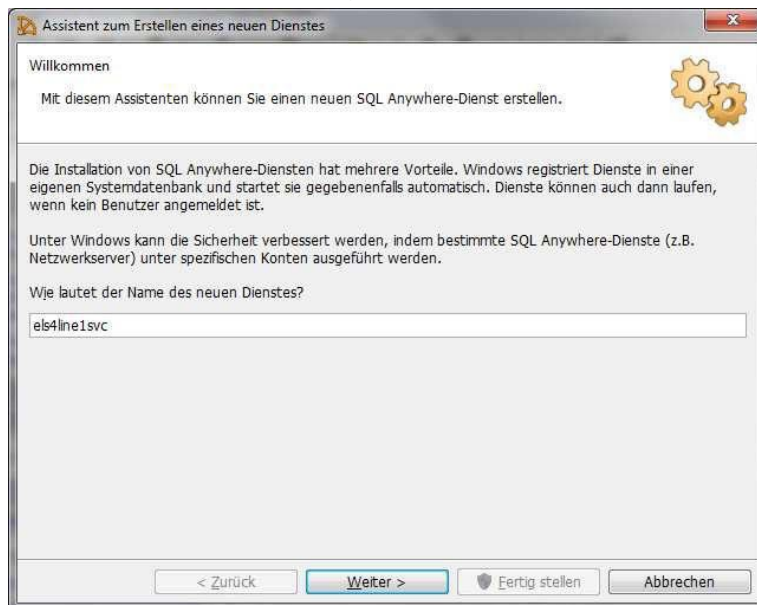 Assistent zum Erstellen eines neuen Dienstes
Willkommen
Mit diesem Assistenten können Sie einen neuen SQL Anywhere-Dienst erstellen.
Die Installation von SQL Anywhere-Diensten hat mehrere Vorteile. Windows registriert Dienste in einer
eigenen Systemdatenbank und startet sie gegebenenfalls automatisch. Dienste können auch dann laufen,
wenn kein Benutzer angemeldet ist.
Unter Windows kann die Sicherheit verbessert werden, indem bestimmte SQL Anywhere-Dienste (z.B.
Netzwerkserver) unter spezifischen Konten ausgeführt werden.
Wie lautet der Name des neuen Dienstes?
els4line1svc
< Zurück
Weiter >
Fertig stellen
Abbrechen